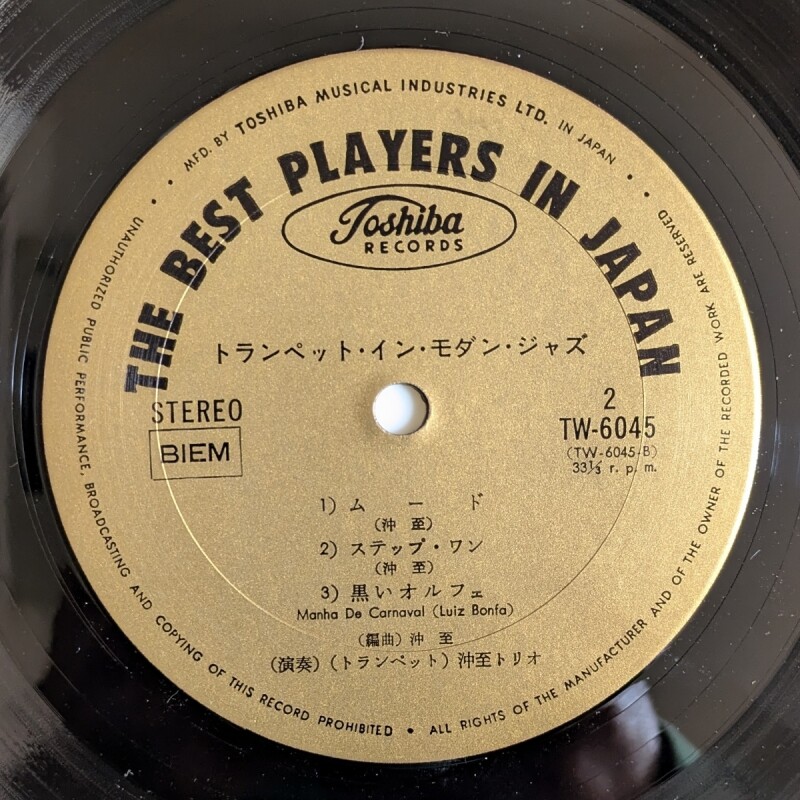 MFD. BY TOSHIBA MUSICAL INDUSTRIES LTD. IN JAPAN
THE BEST PLAYERS IN JAPAN
Toshiba
RECORDS
トランペット・イン・モダン・ジャズ
STEREO
BIEM
2
TW-6045
(TW-6045-B)
33⅓ r. p. m.
1) ムード
(沖 至)
2) ステップ・ワン
(沖 至)
3) 黒いオルフェ
Manha De Carnaval (Luiz Bonfa)
(編曲) 沖 至
(演奏) (トランペット) 沖至トリオ
UNAUTHORIZED PUBLIC PERFORMANCE, BROADCASTING AND COPYING OF THIS RECORD PROHIBITED • ALL RIGHTS OF THE MANUFACTURER AND OF THE OWNER OF THE RECORDED WORK ARE RESERVED